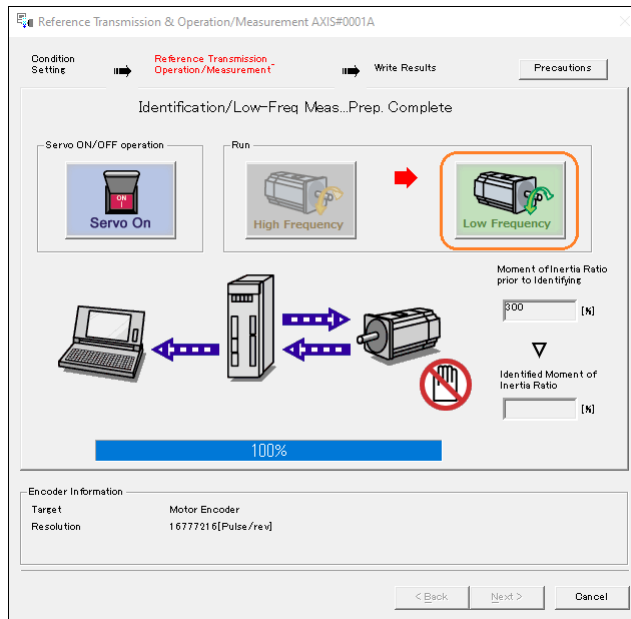 Reference Transmission & Operation/Measurement AXIS#0001A
Condition
Setting
Reference Transmission
Operation/Measurement
Write Results
Precautions
Identification/Low-Freq Meas...Prep. Complete
Servo ON/OFF operation
Run
ON
Servo On
High Frequency
Low Frequency
Moment of Inertia Ratio
prior to Identifying
300
[%]
Identified Moment of
Inertia Ratio
[%]
100%
Encoder Information
Target
Motor Encoder
Resolution
16777216[Pulse/rev]
< Back
Next >
Cancel